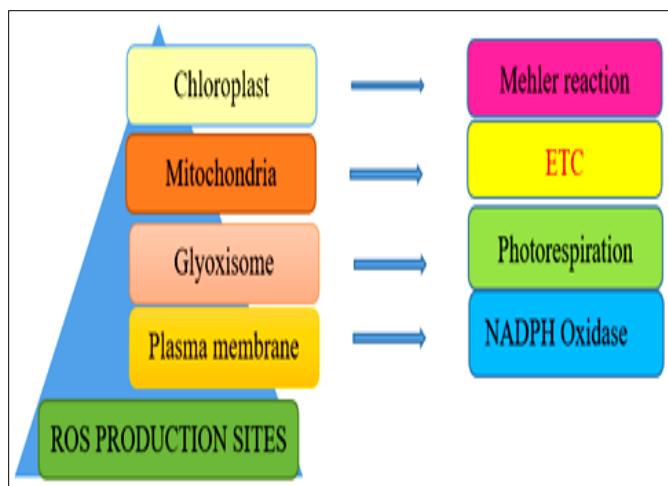 Chloroplast
Mehler reaction
Mitochondria
ETC
Glyoxisome
Photorespiration
Plasma membrane
NADPH Oxidase
ROS PRODUCTION SITES